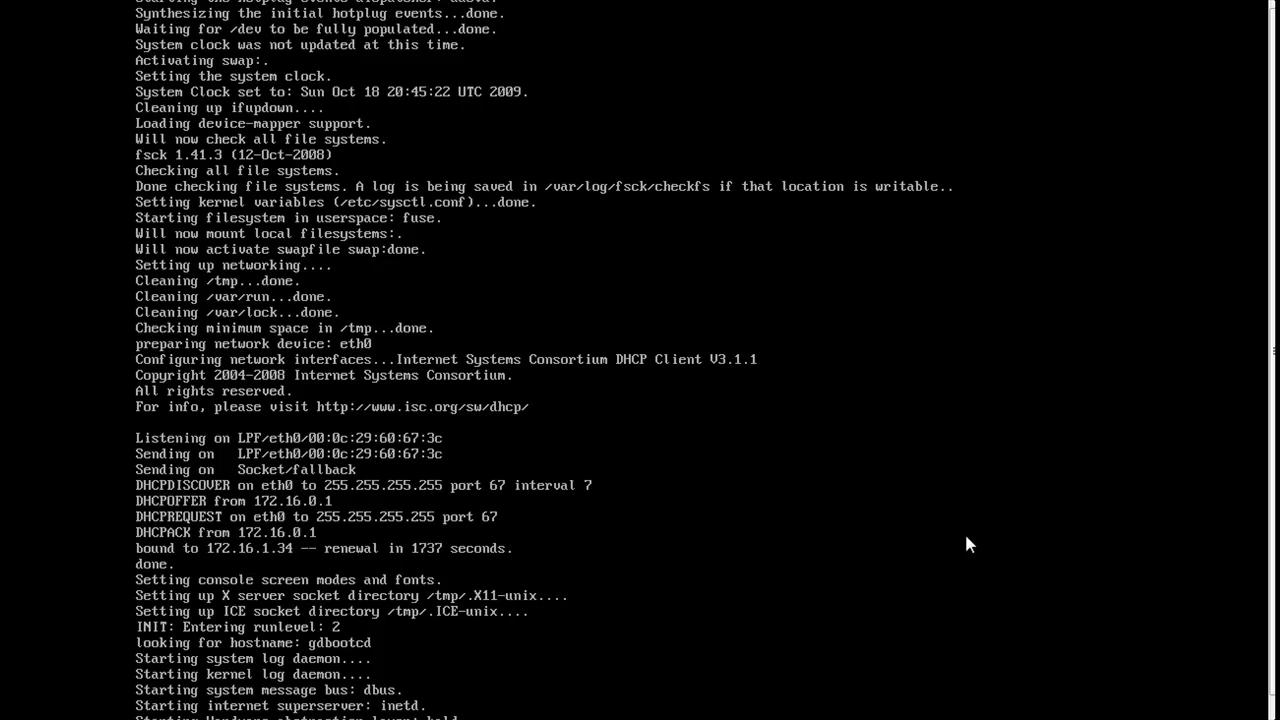 Synthesizing the initial hotplug events...done.
Waiting for /dev to be fully populated...done.
System clock was not updated at this time.
Activating swap:.
Setting the system clock.
System Clock set to: Sun Oct 18 20:45:22 UTC 2009.
Cleaning up ifupdown....
Loading device-mapper support.
Will now check all file systems.
fsck 1.41.3 (12-Oct-2008)
Checking all file systems.
Done checking file systems. A log is being saved in /var/log/fsck/checkfs if that location is writable..
Setting kernel variables (/etc/sysctl.conf)...done.
Starting filesystem in userspace: fuse.
Will now mount local filesystems:.
Will now activate swapfile swap:done.
Setting up networking....
Cleaning /tmp...done.
Cleaning /var/run...done.
Cleaning /var/lock...done.
Checking minimum space in /tmp...done.
preparing network device: eth0
Configuring network interfaces...Internet Systems Consortium DHCP Client V3.1.1
Copyright 2004-2008 Internet Systems Consortium.
All rights reserved.
For info, please visit http://www.isc.org/sw/dhcp/
Listening on LPF/eth0/00:0c:29:60:67:3c
Sending on   LPF/eth0/00:0c:29:60:67:3c
Sending on   Socket/fallback
DHCPDISCOVER on eth0 to 255.255.255.255 port 67 interval 7
DHCPOFFER from 172.16.0.1
DHCPREQUEST on eth0 to 255.255.255.255 port 67
DHCPACK from 172.16.0.1
bound to 172.16.1.34 -- renewal in 1737 seconds.
done.
Setting console screen modes and fonts.
Setting up X server socket directory /tmp/.X11-unix....
Setting up ICE socket directory /tmp/.ICE-unix....
INIT: Entering runlevel: 2
looking for hostname: gdbootcd
Starting system log daemon....
Starting kernel log daemon....
Starting system message bus: dbus.
Starting internet superserver: inetd.